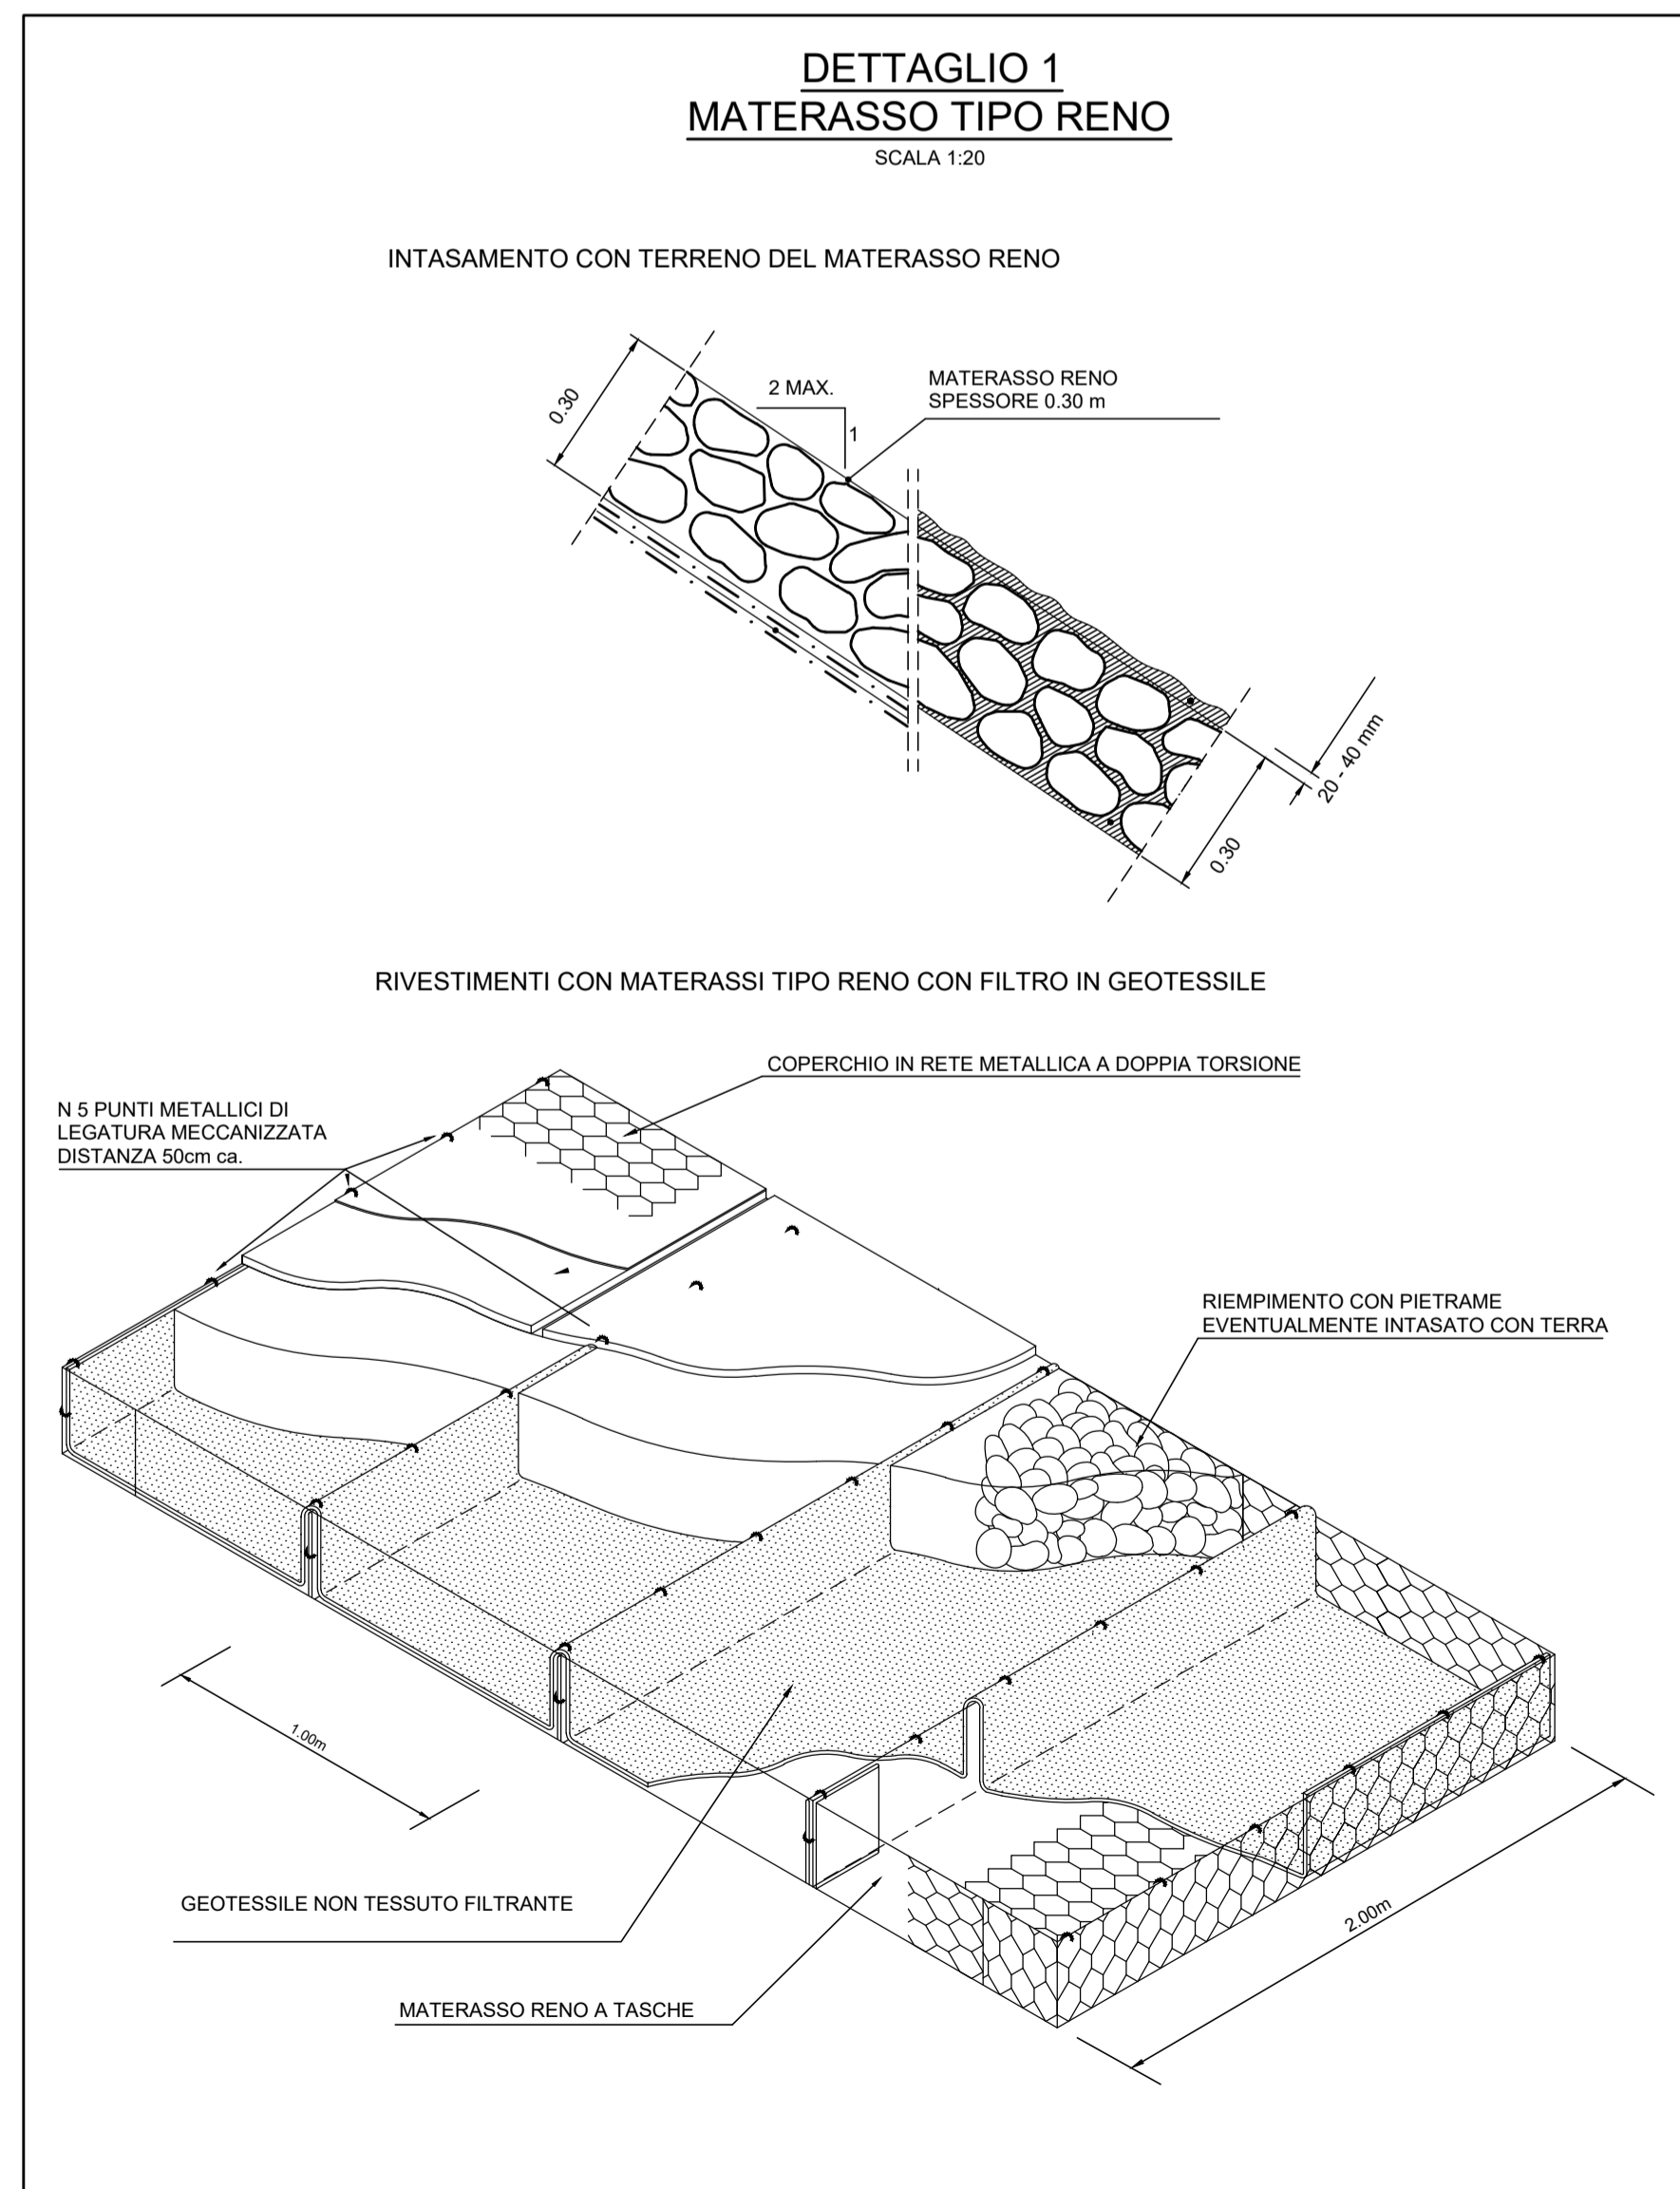 DETTAGLIO 1
MATERASSO TIPO RENO
SCALA 1:20
INTASAMENTO CON TERRENO DEL MATERASSO RENO
0.30
2 MAX.
1
MATERASSO RENO
SPESSORE 0.30 m
20 - 40 mm
0.30
RIVESTIMENTI CON MATERASSI TIPO RENO CON FILTRO IN GEOTESSILE
COPERCHIO IN RETE METALLICA A DOPPIA TORSIONE
N 5 PUNTI METALLICI DI
LEGATURA MECCANIZZATA
DISTANZA 50cm ca.
RIEMPIMENTO CON PIETRAME
EVENTUALMENTE INTASATO CON TERRA
1.00m
GEOTESSILE NON TESSUTO FILTRANTE
2.00m
MATERASSO RENO A TASCHE